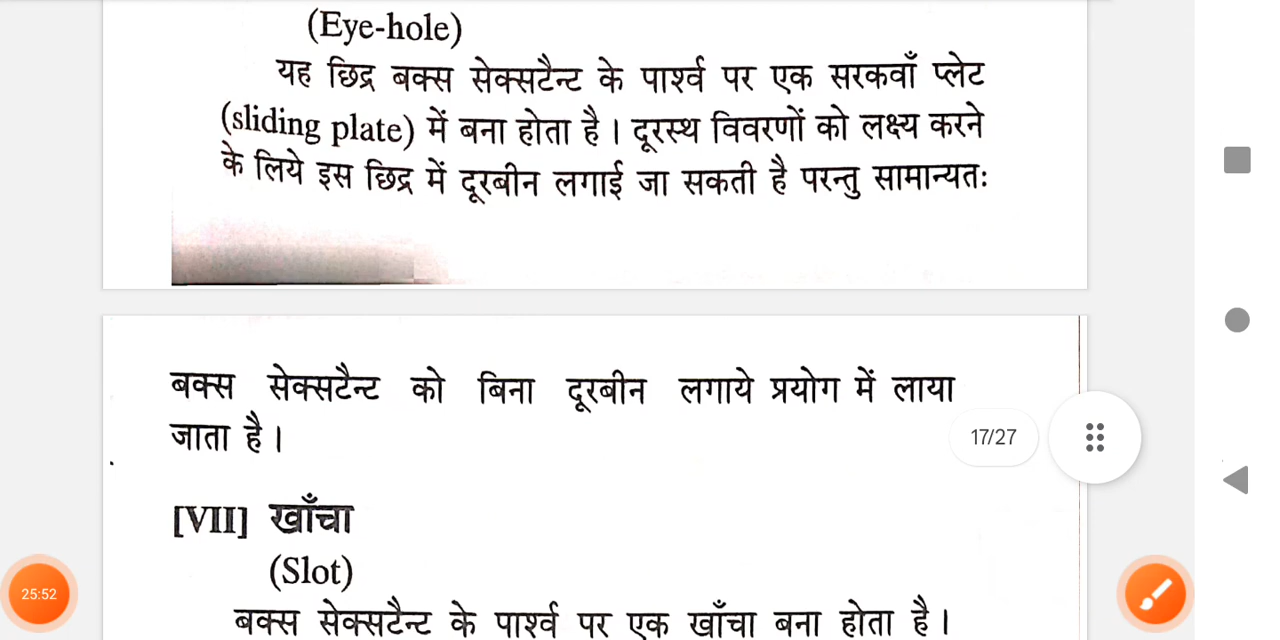 (Eye-hole)
यह छिद्र बक्स सेक्सटैन्ट के पार्श्व पर एक सरकवाँ प्लेट
(sliding plate) में बना होता है। दूरस्थ विवरणों को लक्ष्य करने
के लिये इस छिद्र में दूरबीन लगाई जा सकती है परन्तु सामान्यतः
बक्स सेक्सटैन्ट को बिना दूरबीन लगाये प्रयोग में लाया
जाता है।
17/27
[VII] खाँचा
(Slot)
25:52
बक्स सेक्सटैन्ट के पार्श्व पर एक खाँचा बना होता है।